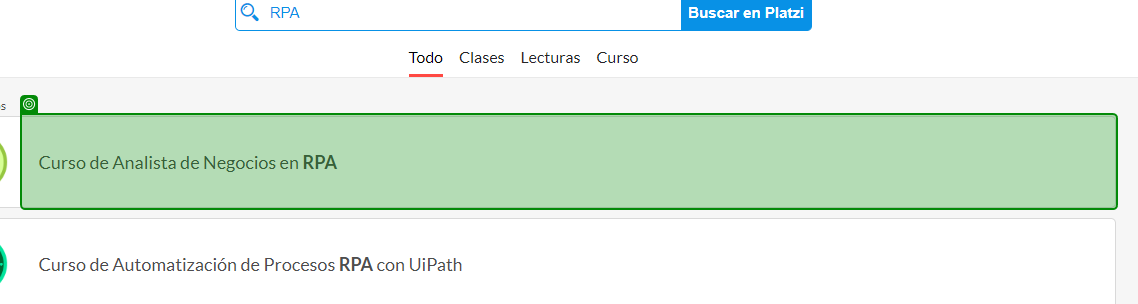 RPA
Buscar en Platzi
Todo Clases Lecturas Curso
Curso de Analista de Negocios en RPA
Curso de Automatización de Procesos RPA con UiPath